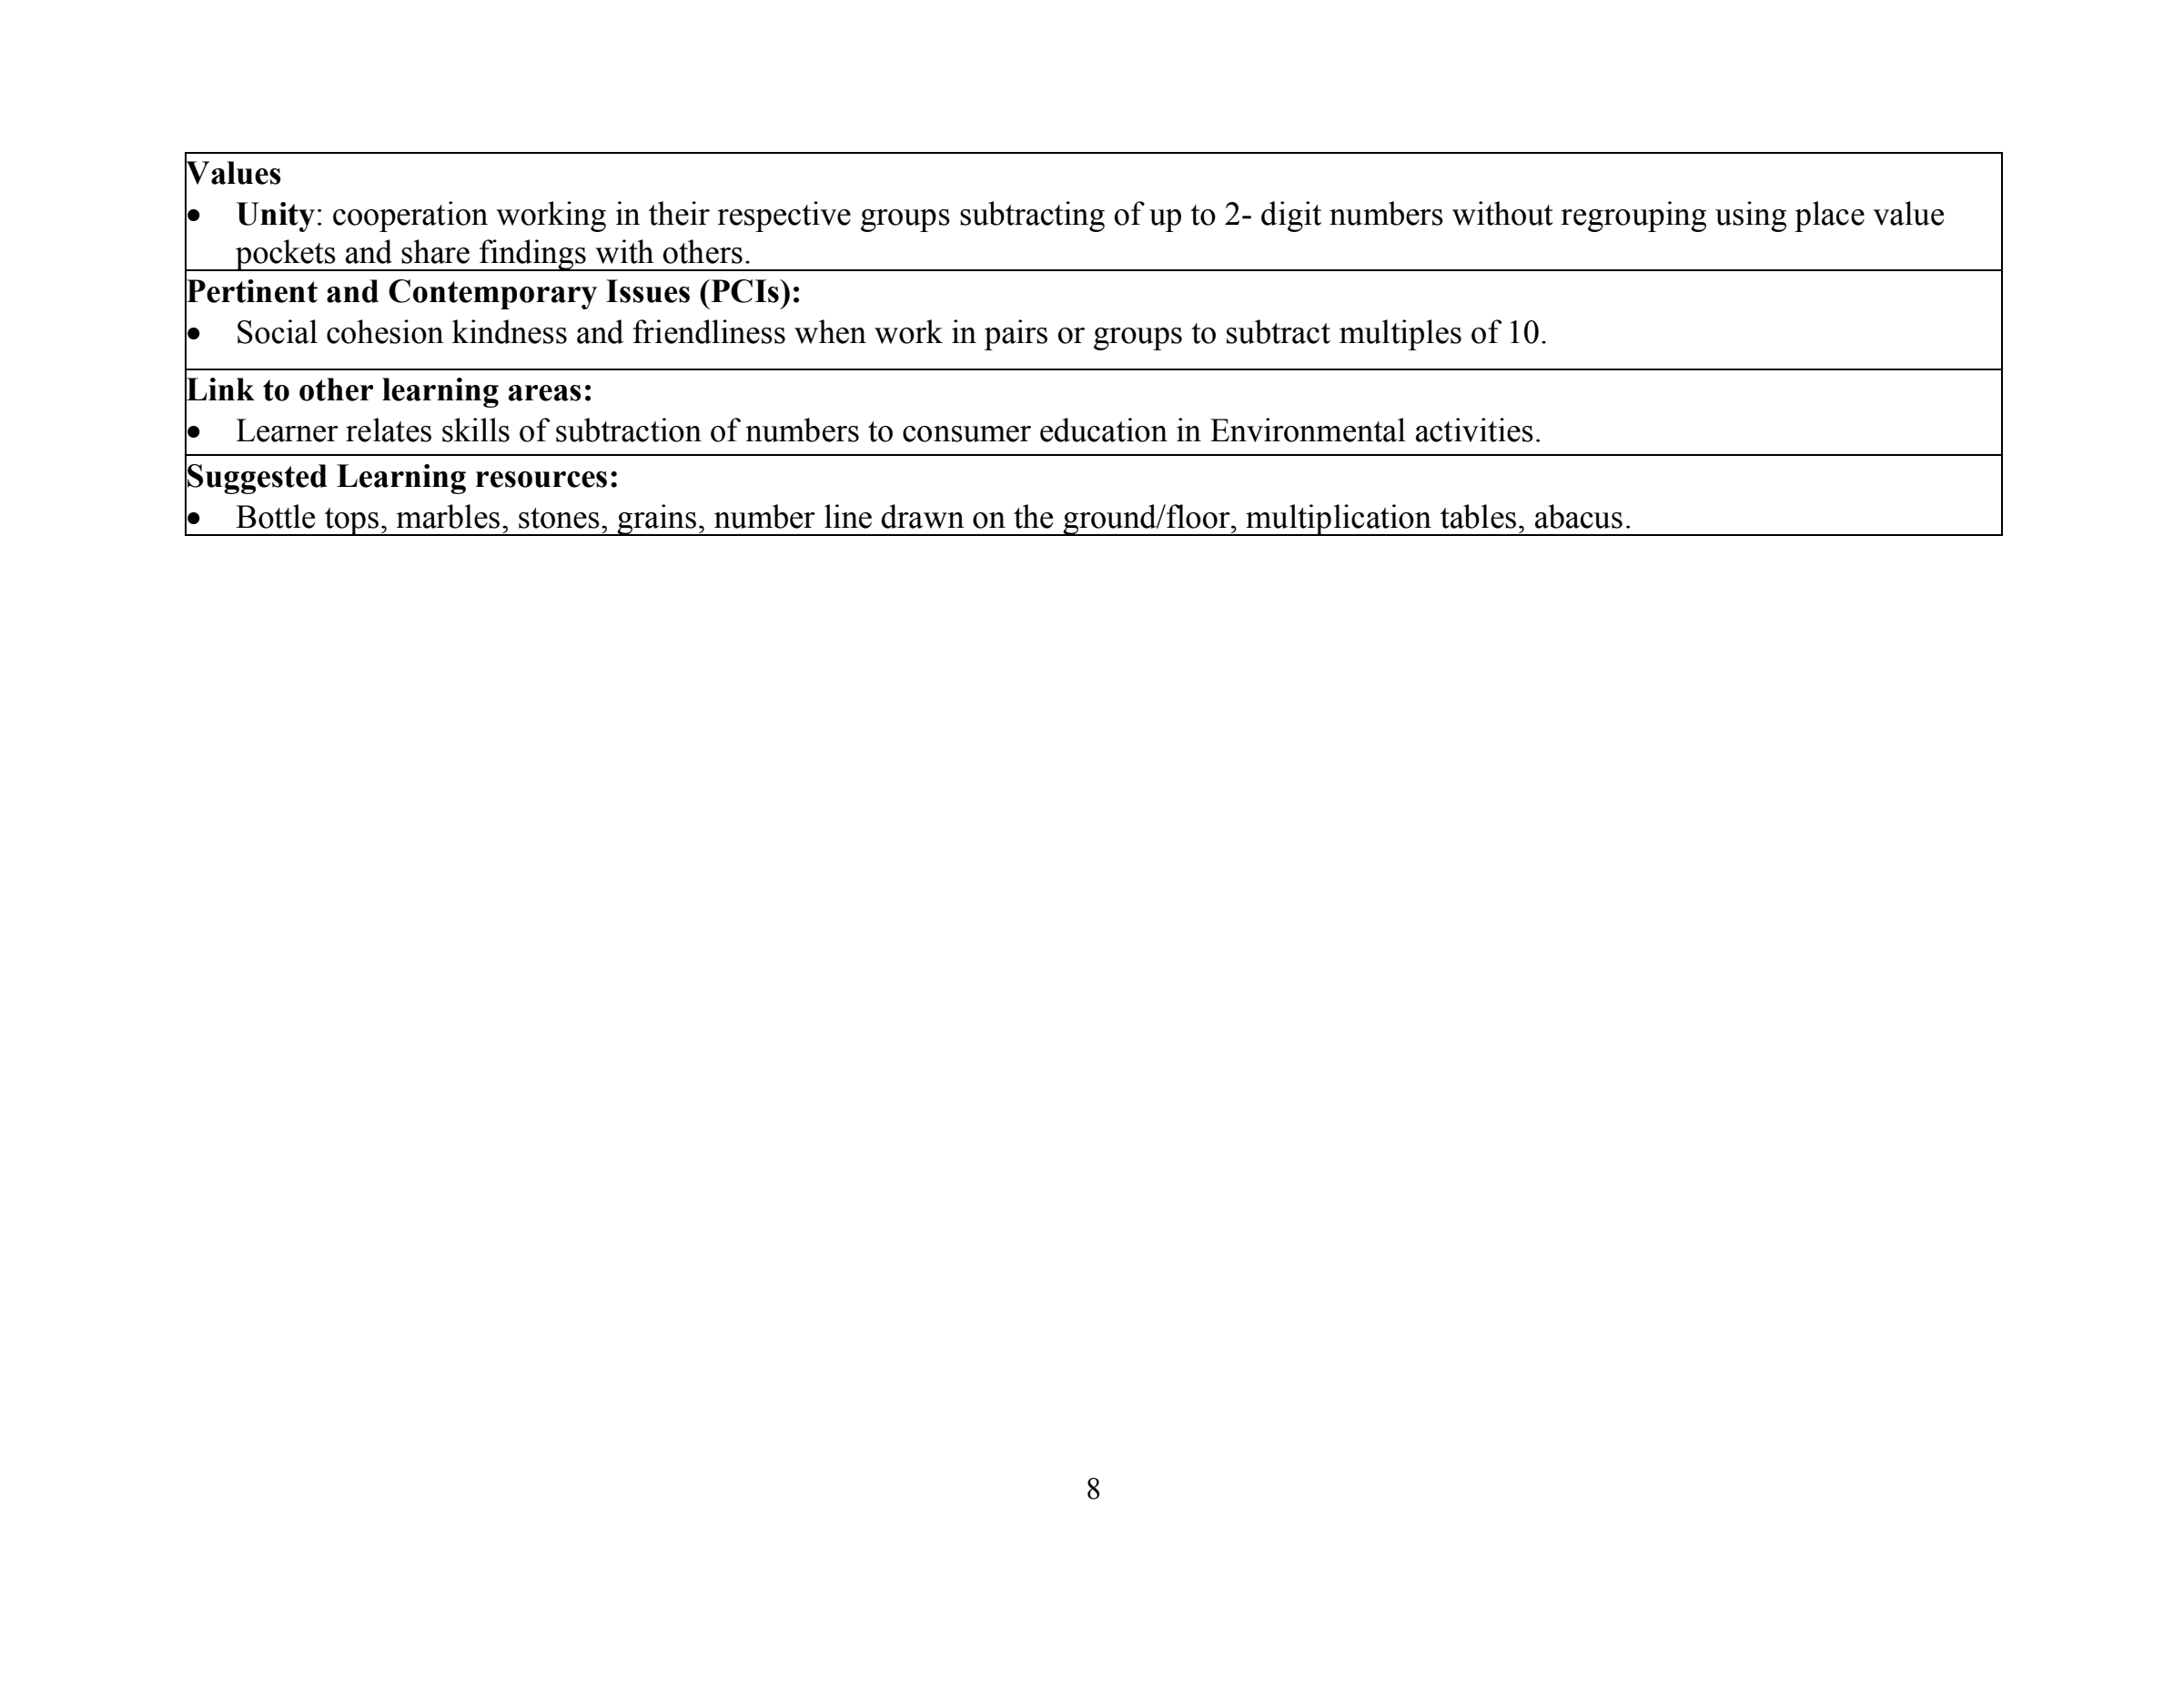 Values
• Unity: cooperation working in their respective groups subtracting of up to 2- digit numbers without regrouping using place value
pockets and share findings with others.
Pertinent and Contemporary Issues (PCIs):
• Social cohesion kindness and friendliness when work in pairs or groups to subtract multiples of 10.
Link to other learning areas:
• Learner relates skills of subtraction of numbers to consumer education in Environmental activities.
Suggested Learning resources:
• Bottle tops, marbles, stones, grains, number line drawn on the ground/floor, multiplication tables, abacus.
8